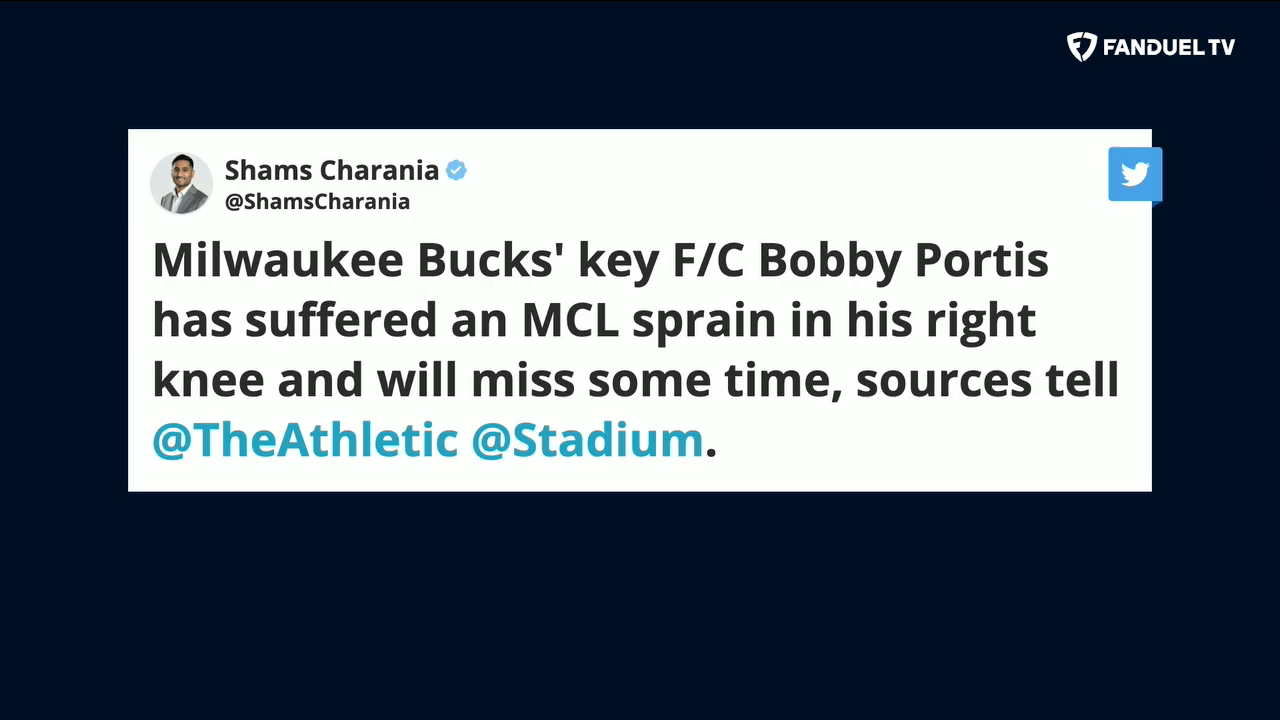 FANDUEL TV
Shams Charania
@ShamsCharania
Milwaukee Bucks' key F/C Bobby Portis
has suffered an MCL sprain in his right
knee and will miss some time, sources tell
@TheAthletic @Stadium.